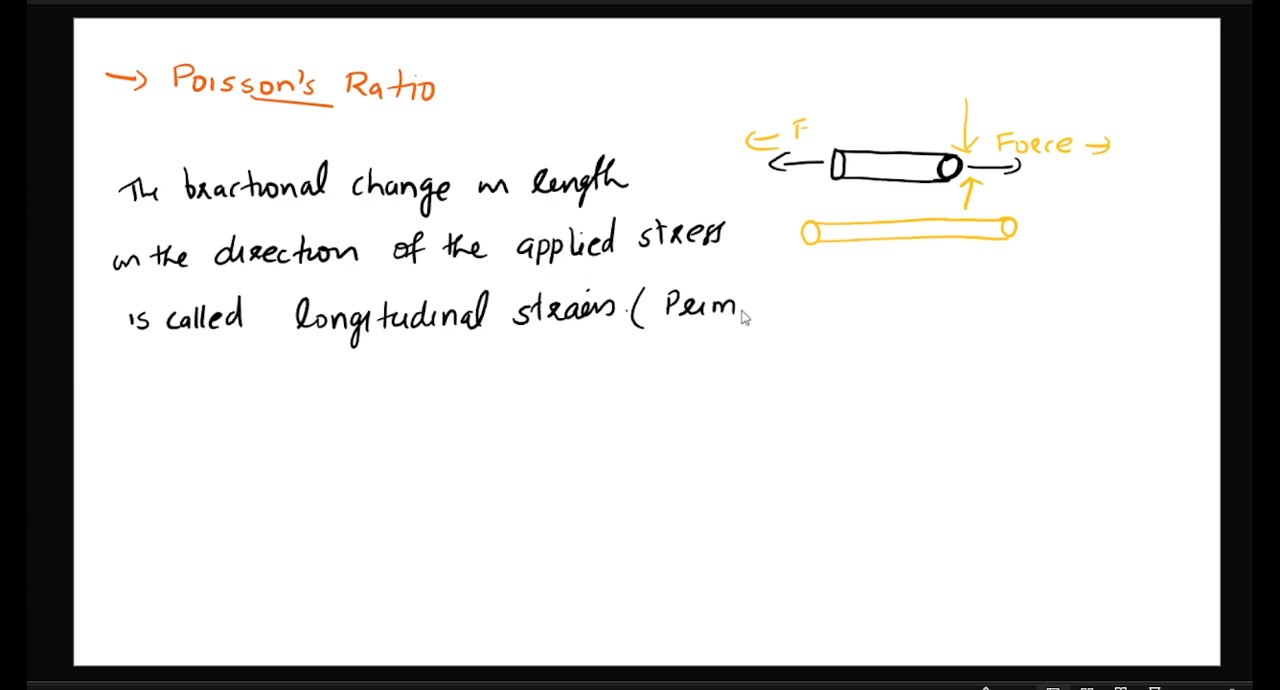 → Poisson's Ratio
← F
Force →
The fractional change in length
in the direction of the applied stress
is called longitudinal strain. ( Perm